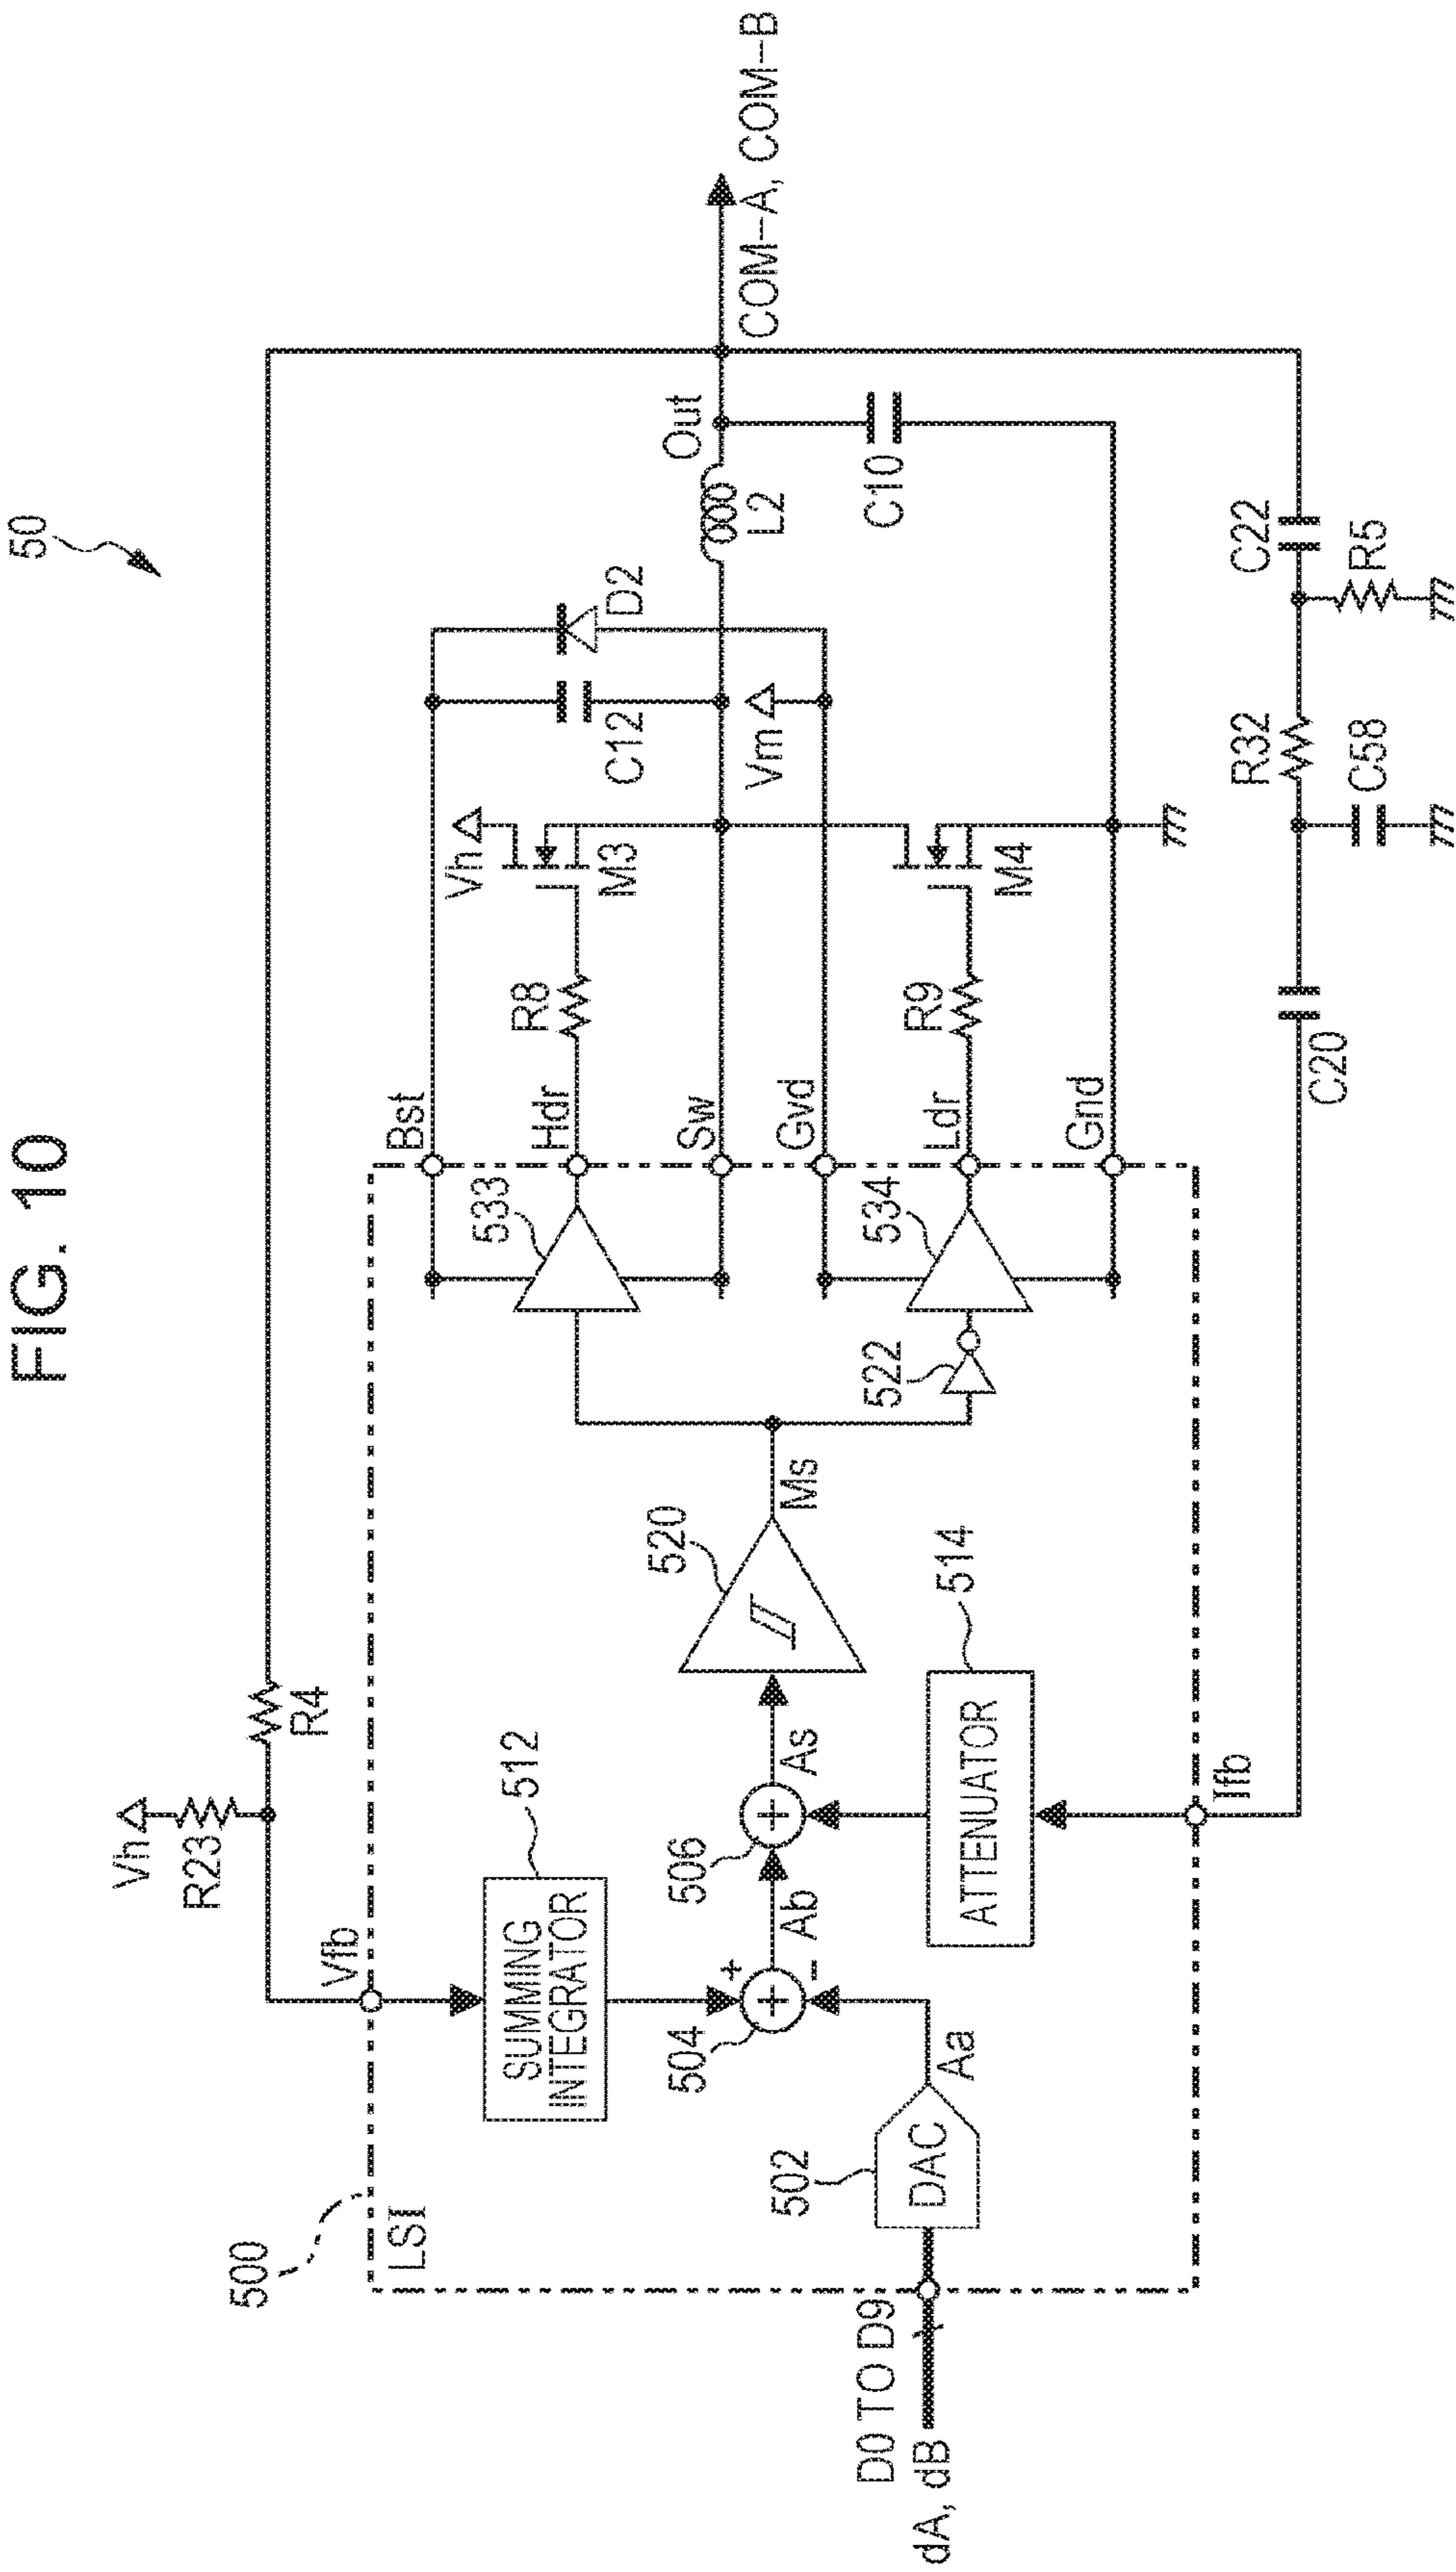 FIG. 10
50
Vh
R23
R4
Vfb
500
LSI
SUMMING
INTEGRATOR
512
Bst
533
Hdr
R8
Vh
M3
C12
D2
520
Sw
Out
L2
COM-A, COM-B
504
+
+
-
Ab
506
+
As
Ms
Gvd
Vm
522
534
Ldr
R9
M4
C10
502
DAC
Aa
ATTENUATOR
514
Gnd
D0 TO D9
dA, dB
Ifb
C20
R32
C58
C22
R5